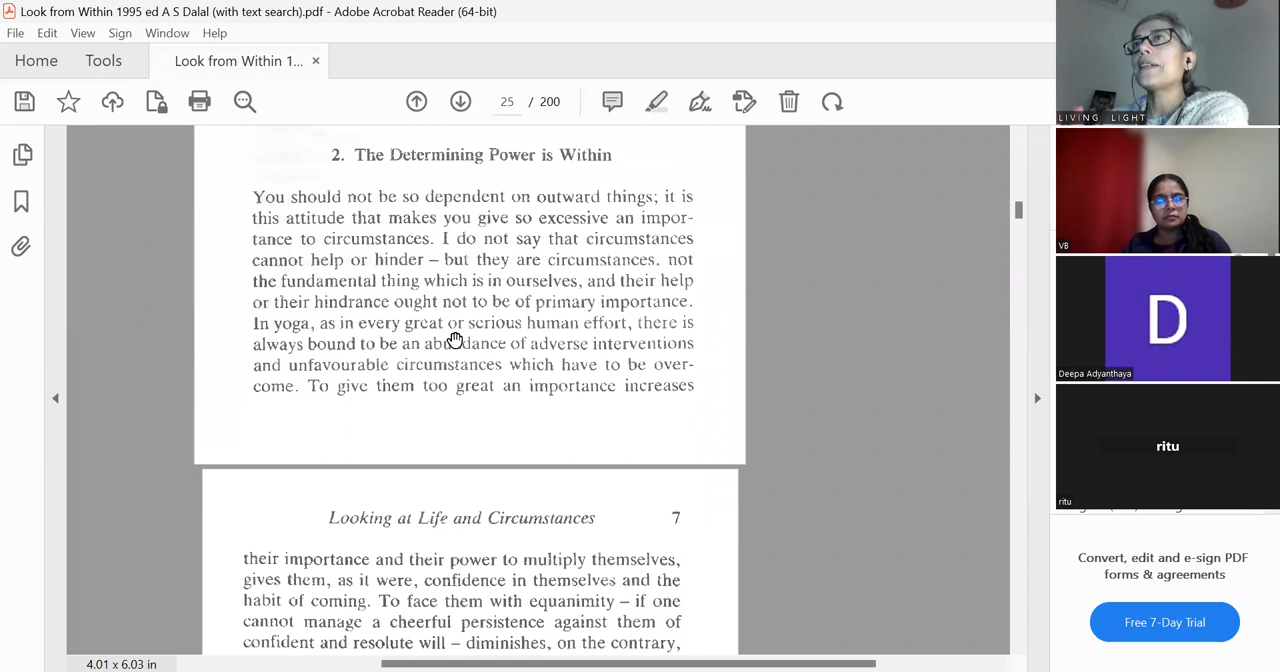 Look from Within 1995 ed A S Dalal (with text search).pdf - Adobe Acrobat Reader (64-bit)
File Edit View Sign Window Help
Home Tools Look from Within 1... ×
25 / 200
2. The Determining Power is Within
You should not be so dependent on outward things; it is
this attitude that makes you give so excessive an impor-
tance to circumstances. I do not say that circumstances
cannot help or hinder – but they are circumstances, not
the fundamental thing which is in ourselves, and their help
or their hindrance ought not to be of primary importance.
In yoga, as in every great or serious human effort, there is
always bound to be an abundance of adverse interventions
and unfavourable circumstances which have to be over-
come. To give them too great an importance increases
Looking at Life and Circumstances 7
their importance and their power to multiply themselves,
gives them, as it were, confidence in themselves and the
habit of coming. To face them with equanimity – if one
cannot manage a cheerful persistence against them of
confident and resolute will – diminishes, on the contrary,
4.01 x 6.03 in
LIVING LIGHT
VB
D
Deepa Adyanthaya
ritu
ritu
Convert, edit and e-sign PDF
forms & agreements
Free 7-Day Trial